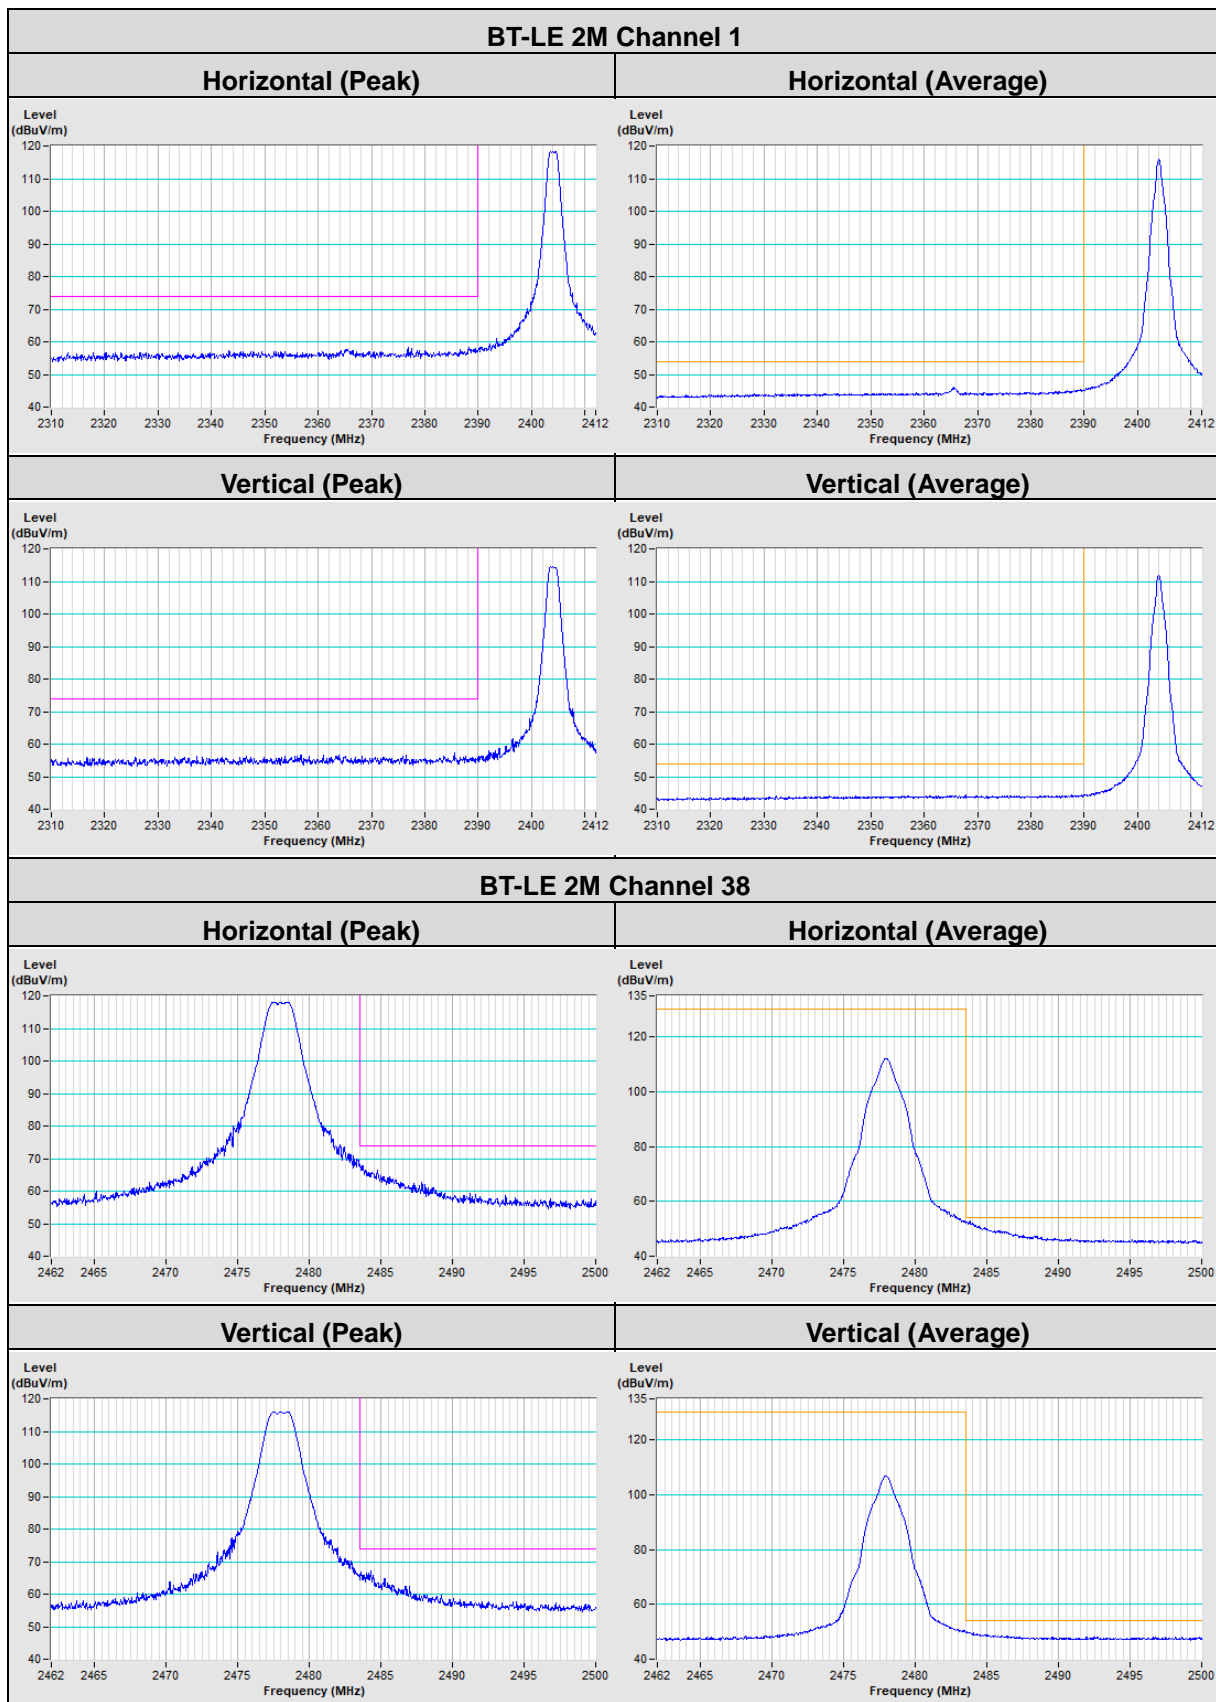 BT-LE 2M Channel 1
Horizontal (Peak)
Horizontal (Average)
Level
(dBuV/m)
120
110
100
90
80
70
60
50
40
2310 2320 2330 2340 2350 2360 2370 2380 2390 2400 2412
Frequency (MHz)
Level
(dBuV/m)
120
110
100
90
80
70
60
50
40
2310 2320 2330 2340 2350 2360 2370 2380 2390 2400 2412
Frequency (MHz)
Vertical (Peak)
Vertical (Average)
Level
(dBuV/m)
120
110
100
90
80
70
60
50
40
2310 2320 2330 2340 2350 2360 2370 2380 2390 2400 2412
Frequency (MHz)
Level
(dBuV/m)
120
110
100
90
80
70
60
50
40
2310 2320 2330 2340 2350 2360 2370 2380 2390 2400 2412
Frequency (MHz)
BT-LE 2M Channel 38
Horizontal (Peak)
Horizontal (Average)
Level
(dBuV/m)
120
110
100
90
80
70
60
50
40
2462 2465 2470 2475 2480 2485 2490 2495 2500
Frequency (MHz)
Level
(dBuV/m)
135
120
100
80
60
40
2462 2465 2470 2475 2480 2485 2490 2495 2500
Frequency (MHz)
Vertical (Peak)
Vertical (Average)
Level
(dBuV/m)
120
110
100
90
80
70
60
50
40
2462 2465 2470 2475 2480 2485 2490 2495 2500
Frequency (MHz)
Level
(dBuV/m)
135
120
100
80
60
40
2462 2465 2470 2475 2480 2485 2490 2495 2500
Frequency (MHz)